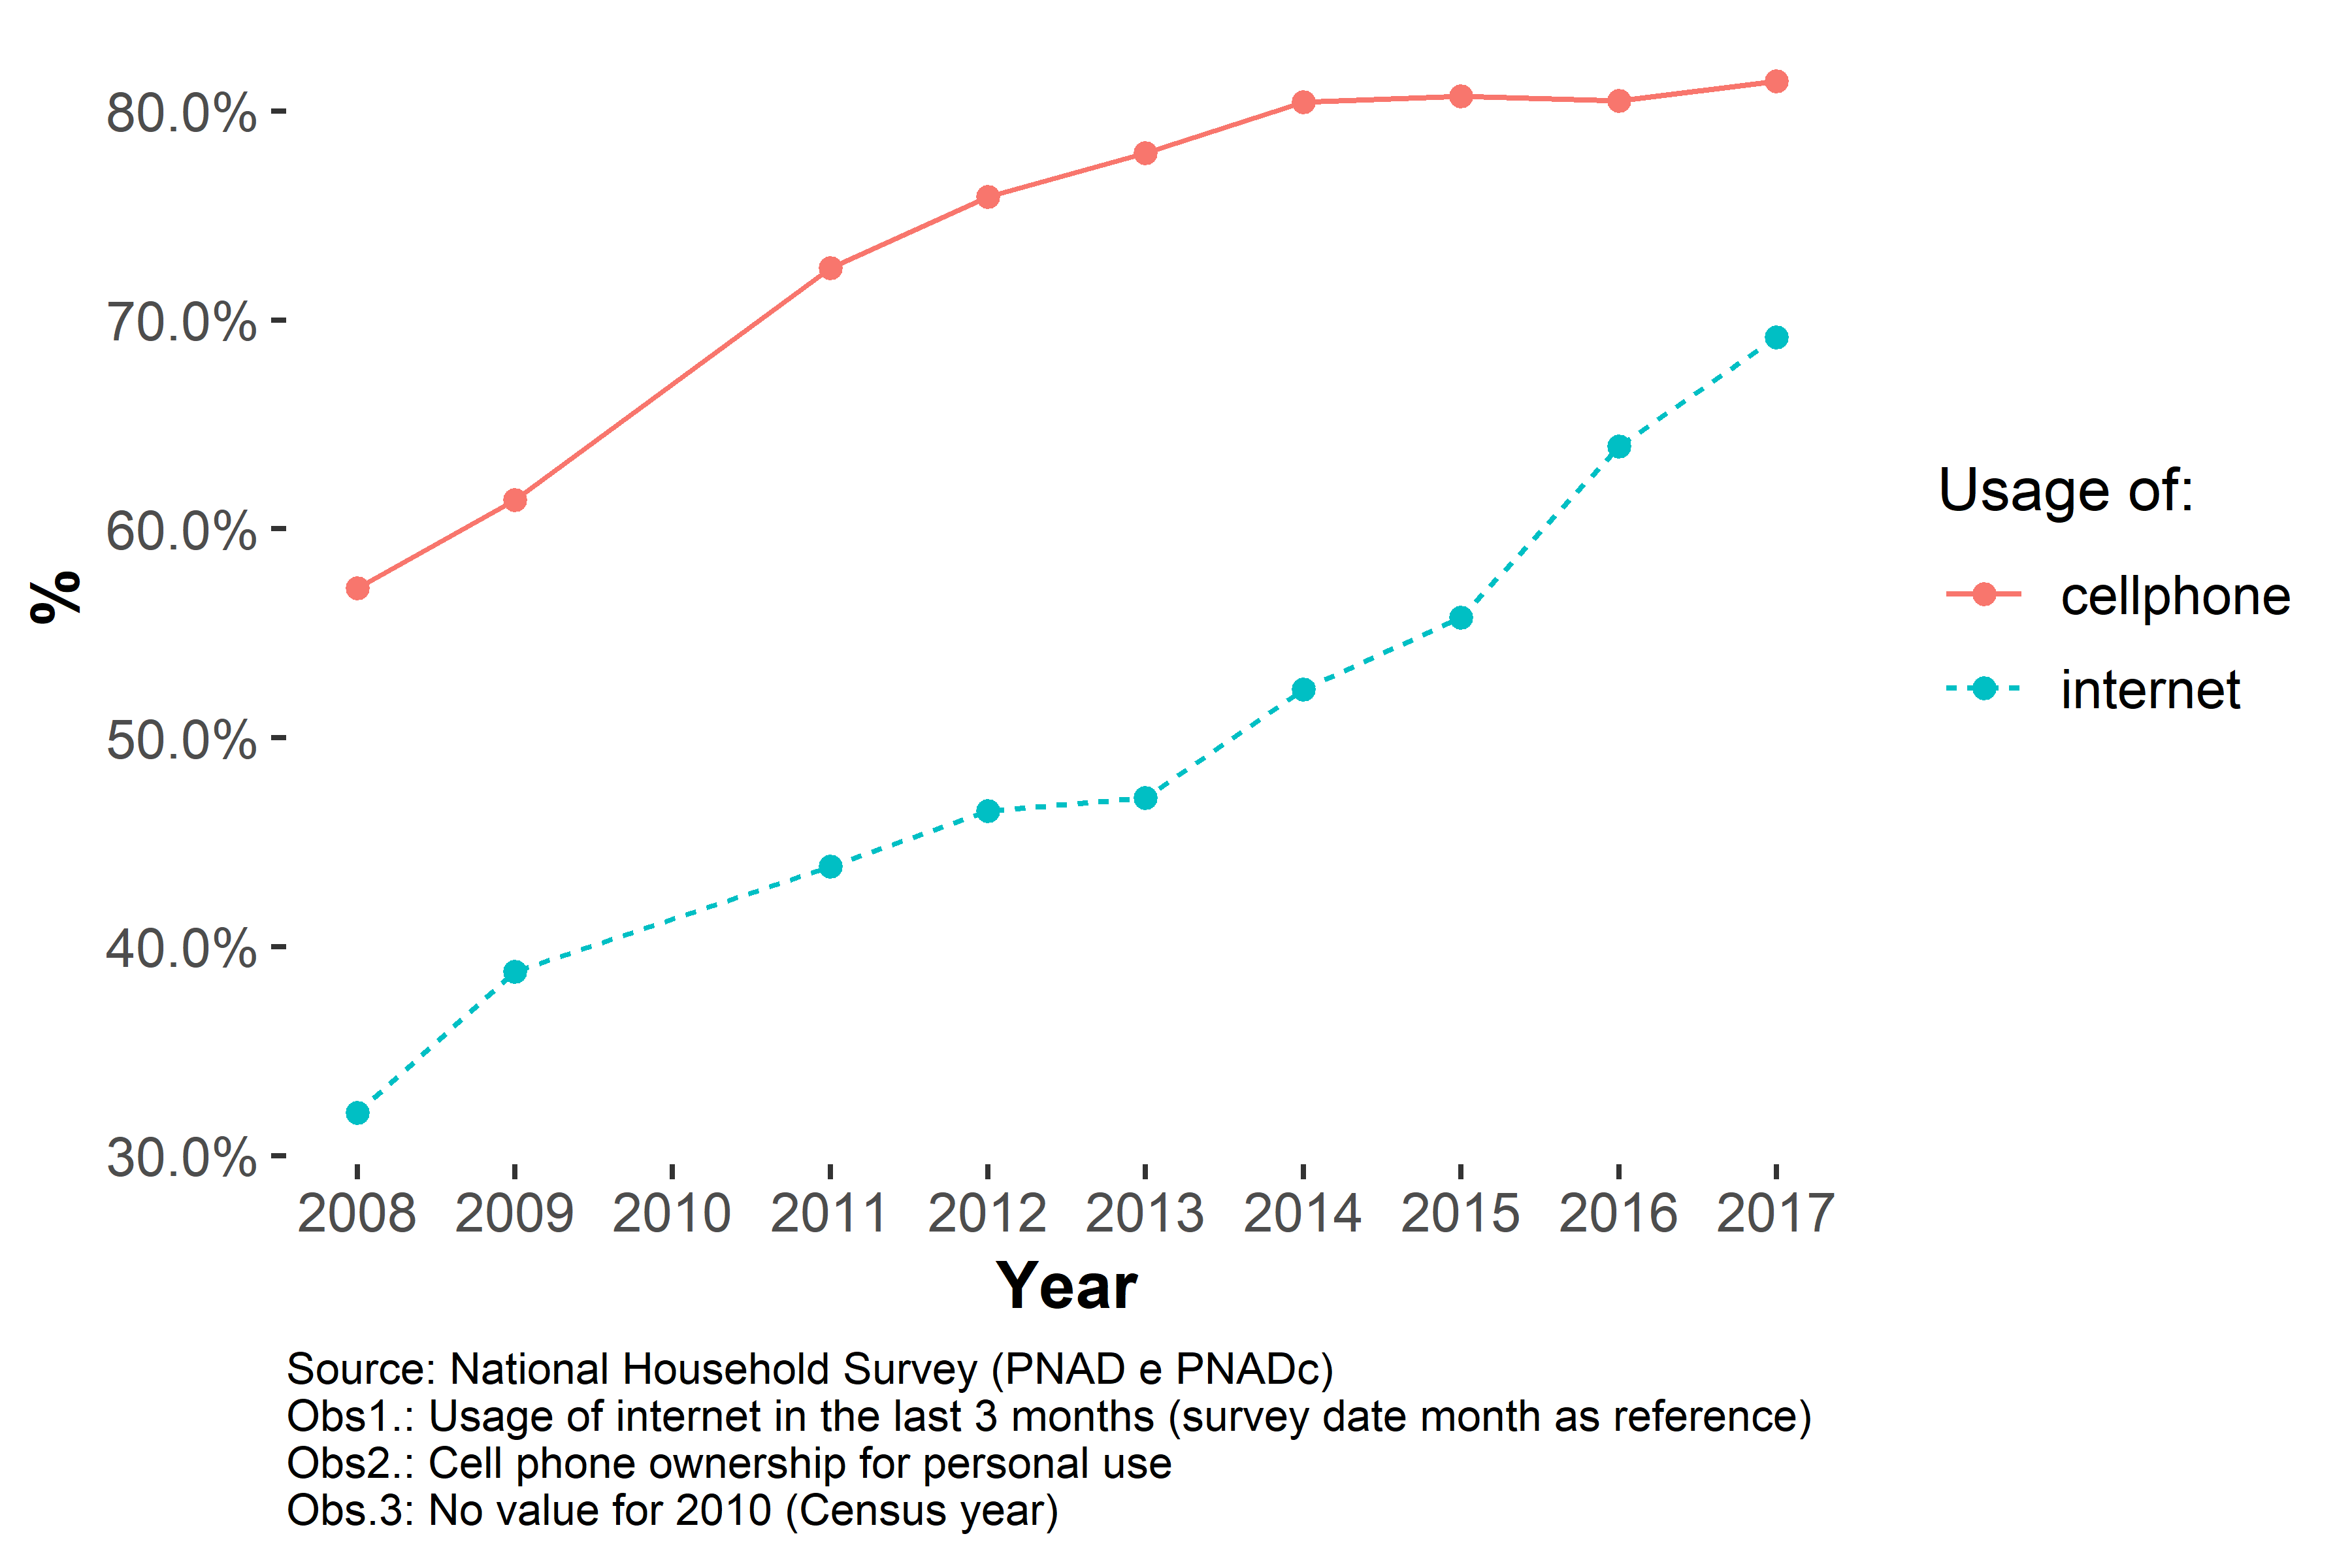 80.0%
70.0%
60.0%
50.0%
40.0%
30.0%
%
2008 2009 2010 2011 2012 2013 2014 2015 2016 2017
Year
Usage of:
cellphone
internet
Source: National Household Survey (PNAD e PNADc)
Obs1.: Usage of internet in the last 3 months (survey date month as reference)
Obs2.: Cell phone ownership for personal use
Obs.3: No value for 2010 (Census year)